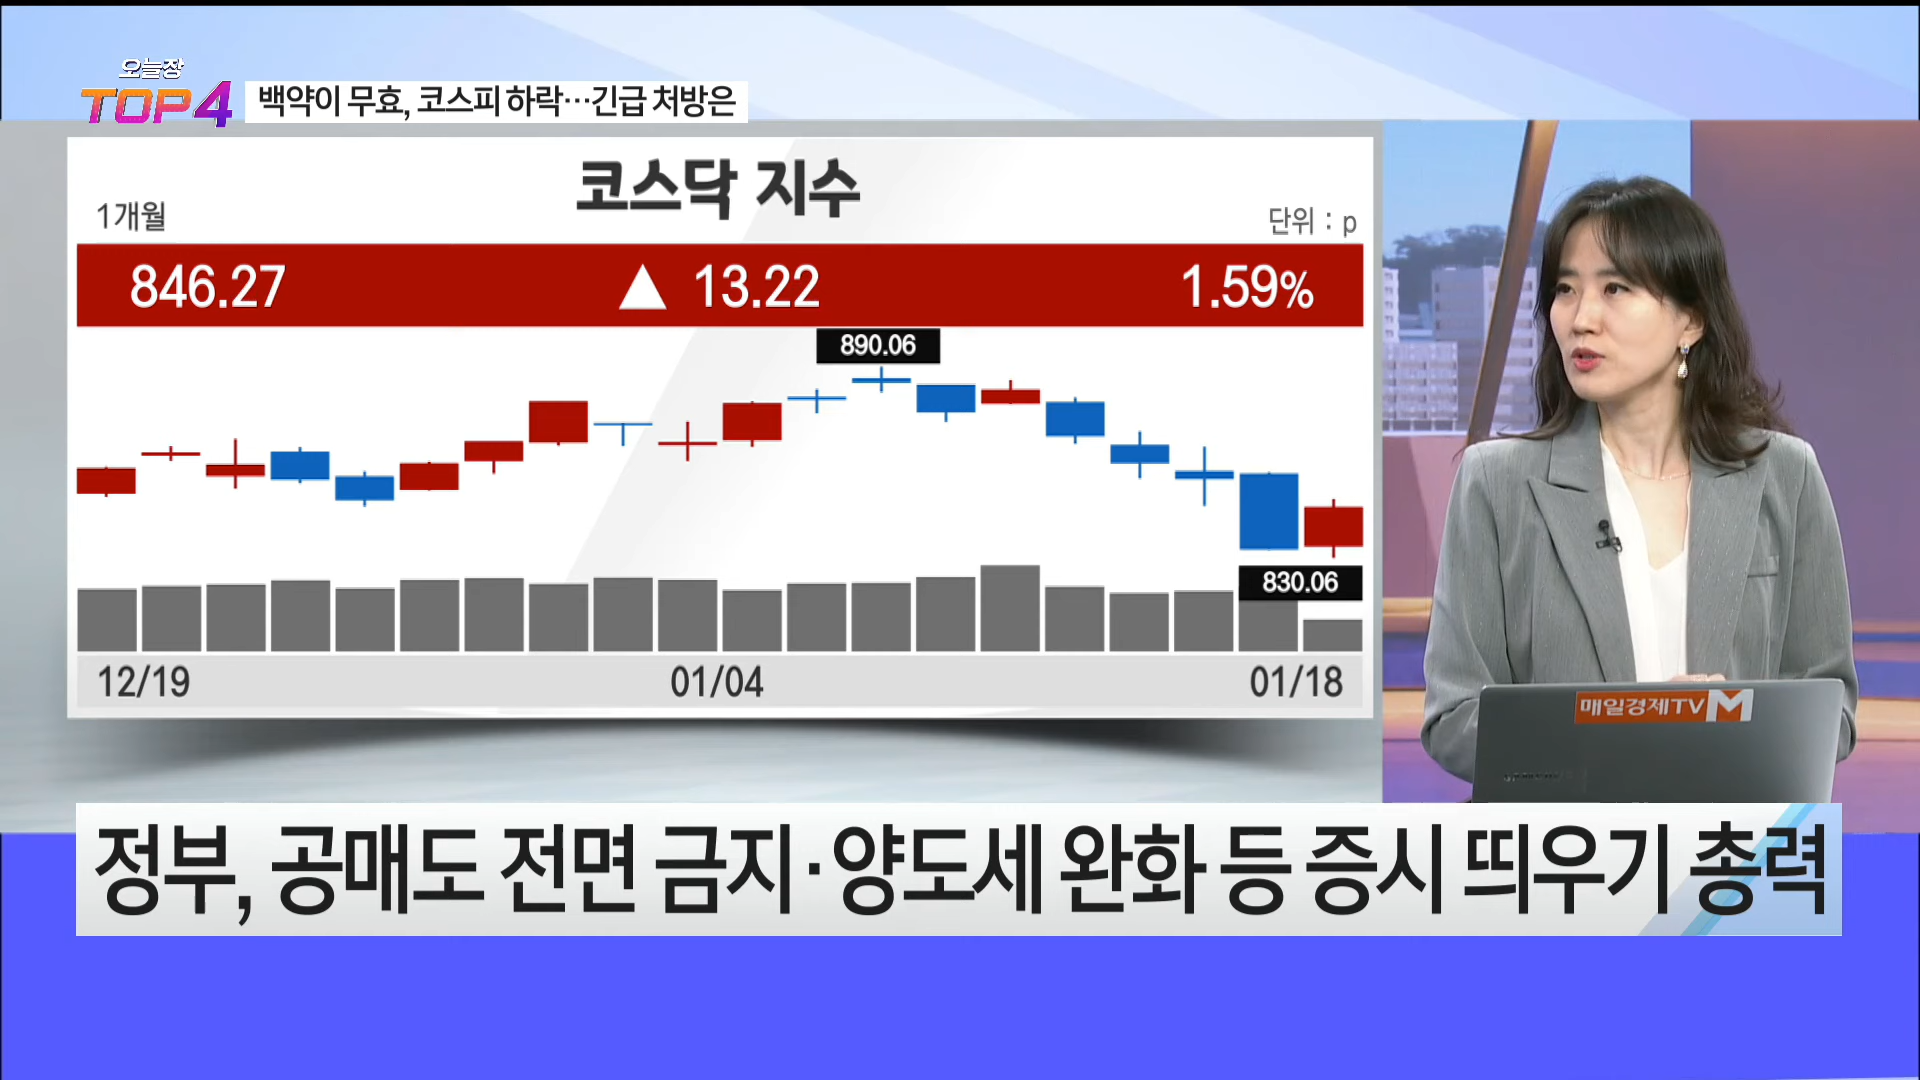 오늘장
TOP4
백약이 무효, 코스피 하락…긴급 처방은
코스닥 지수
1개월
단위 : p
846.27 ▲ 13.22 1.59%
890.06
830.06
12/19 01/04 01/18
매일경제TV M
SAMSUNG
정부, 공매도 전면 금지·양도세 완화 등 증시 띄우기 총력